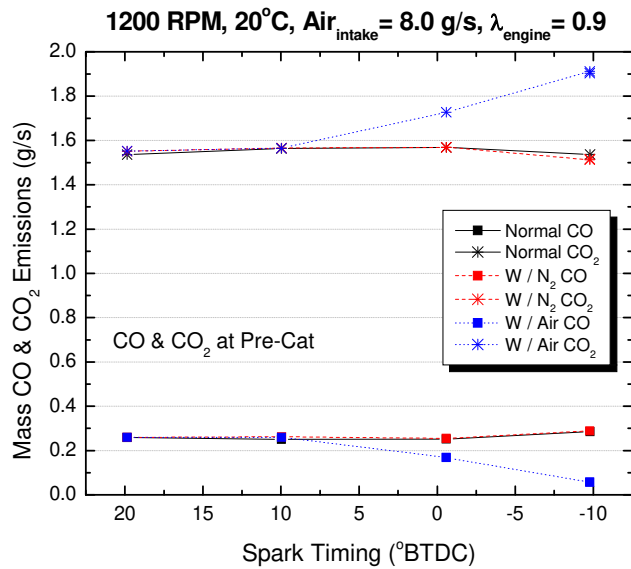 1200 RPM, 20°C, Air_intake = 8.0 g/s, λ_engine = 0.9
Mass CO & CO₂ Emissions (g/s)
2.0
1.8
1.6
1.4
1.2
1.0
0.8
0.6
0.4
0.2
0.0
Normal CO
Normal CO₂
W / N₂ CO
W / N₂ CO₂
W / Air CO
W / Air CO₂
CO & CO₂ at Pre-Cat
20 15 10 5 0 -5 -10
Spark Timing (°BTDC)